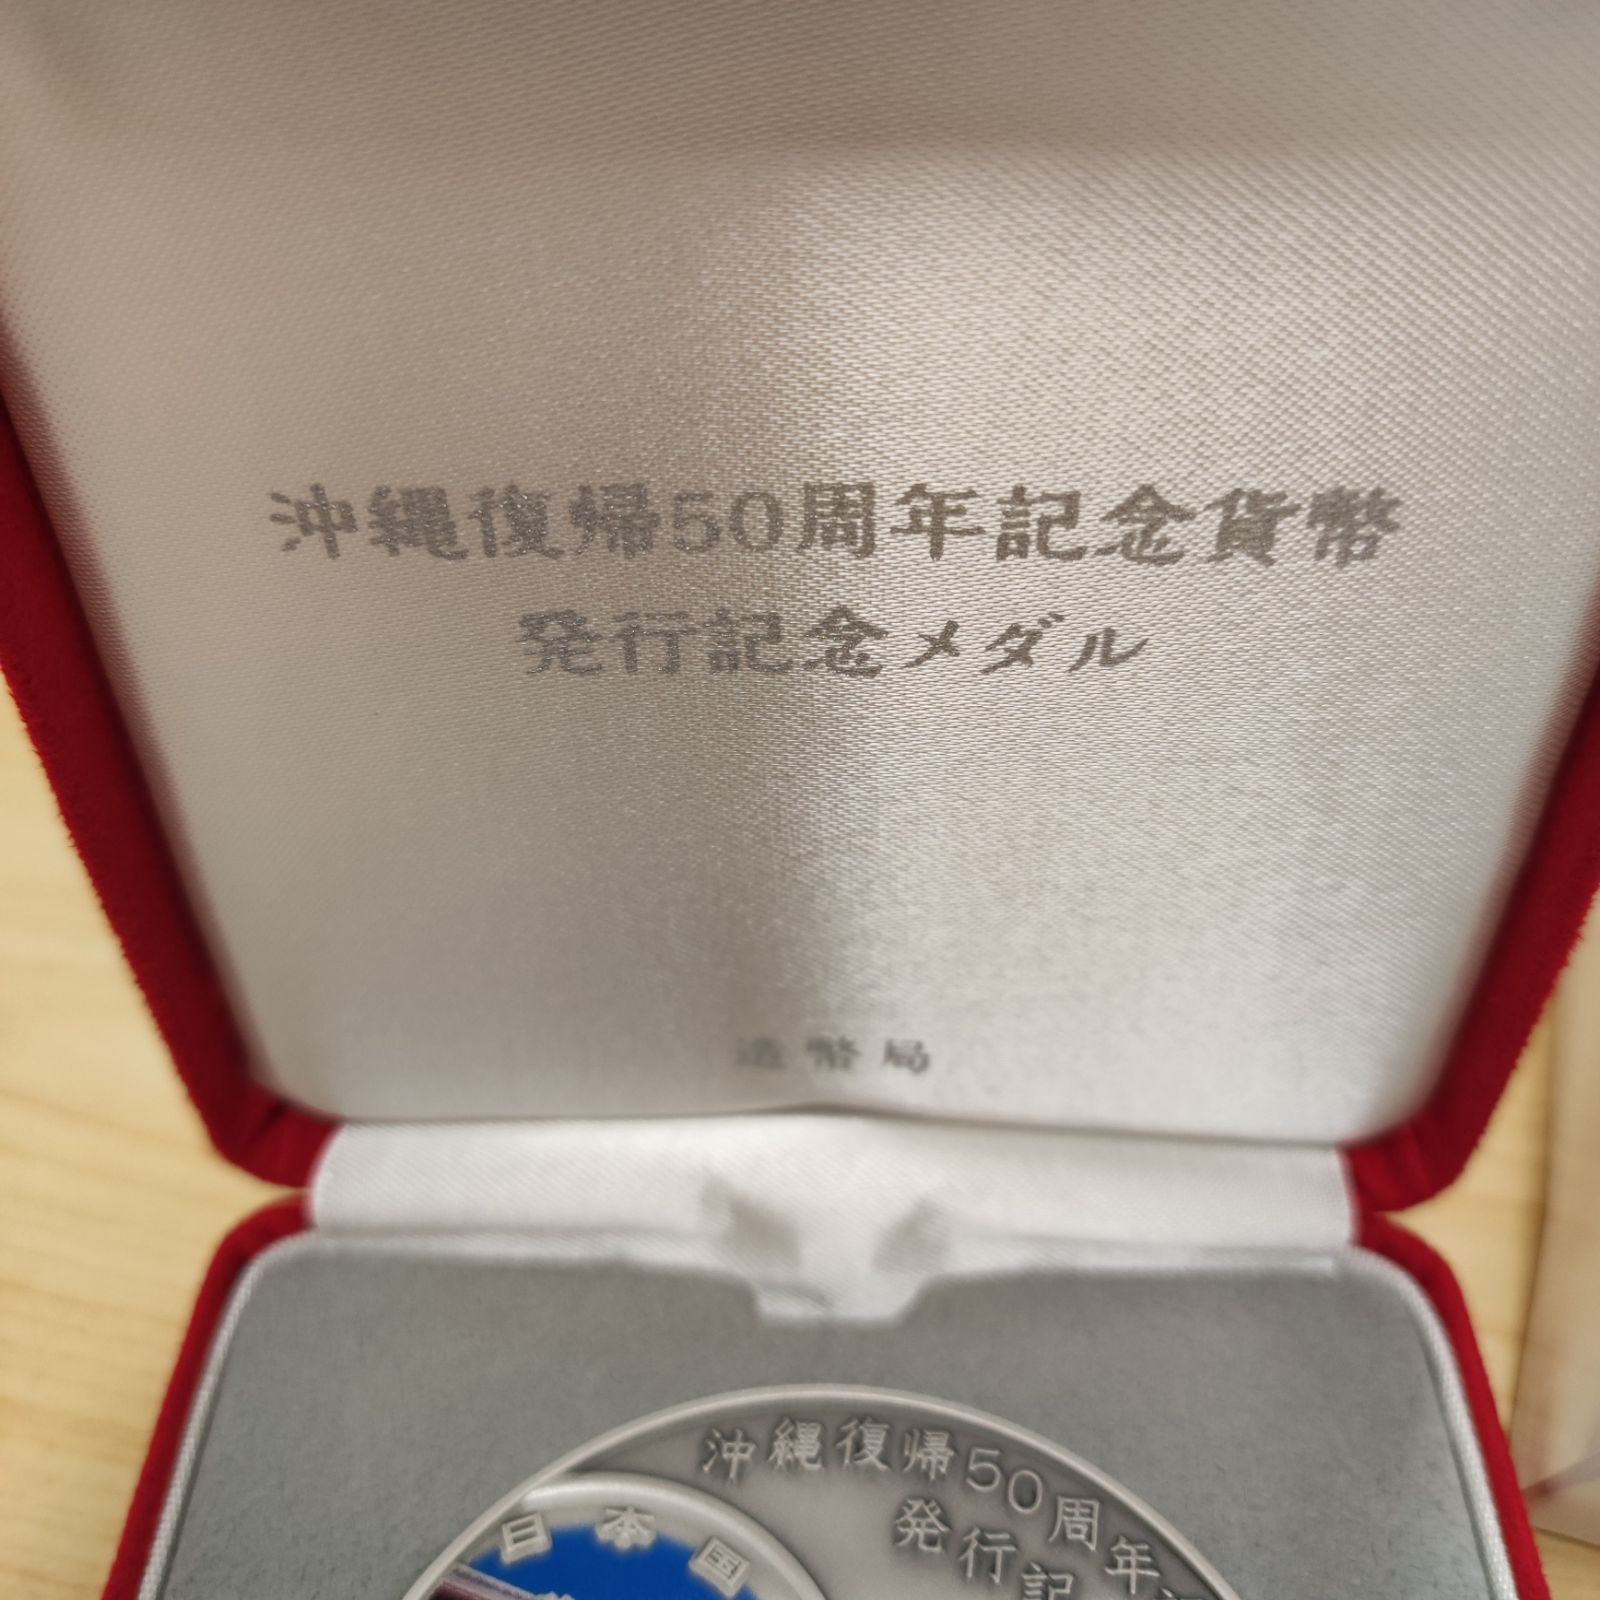 沖縄復帰50周年記念貨幣
発行記念メダル
造幣局
沖縄復帰50周年
発行記
日本国